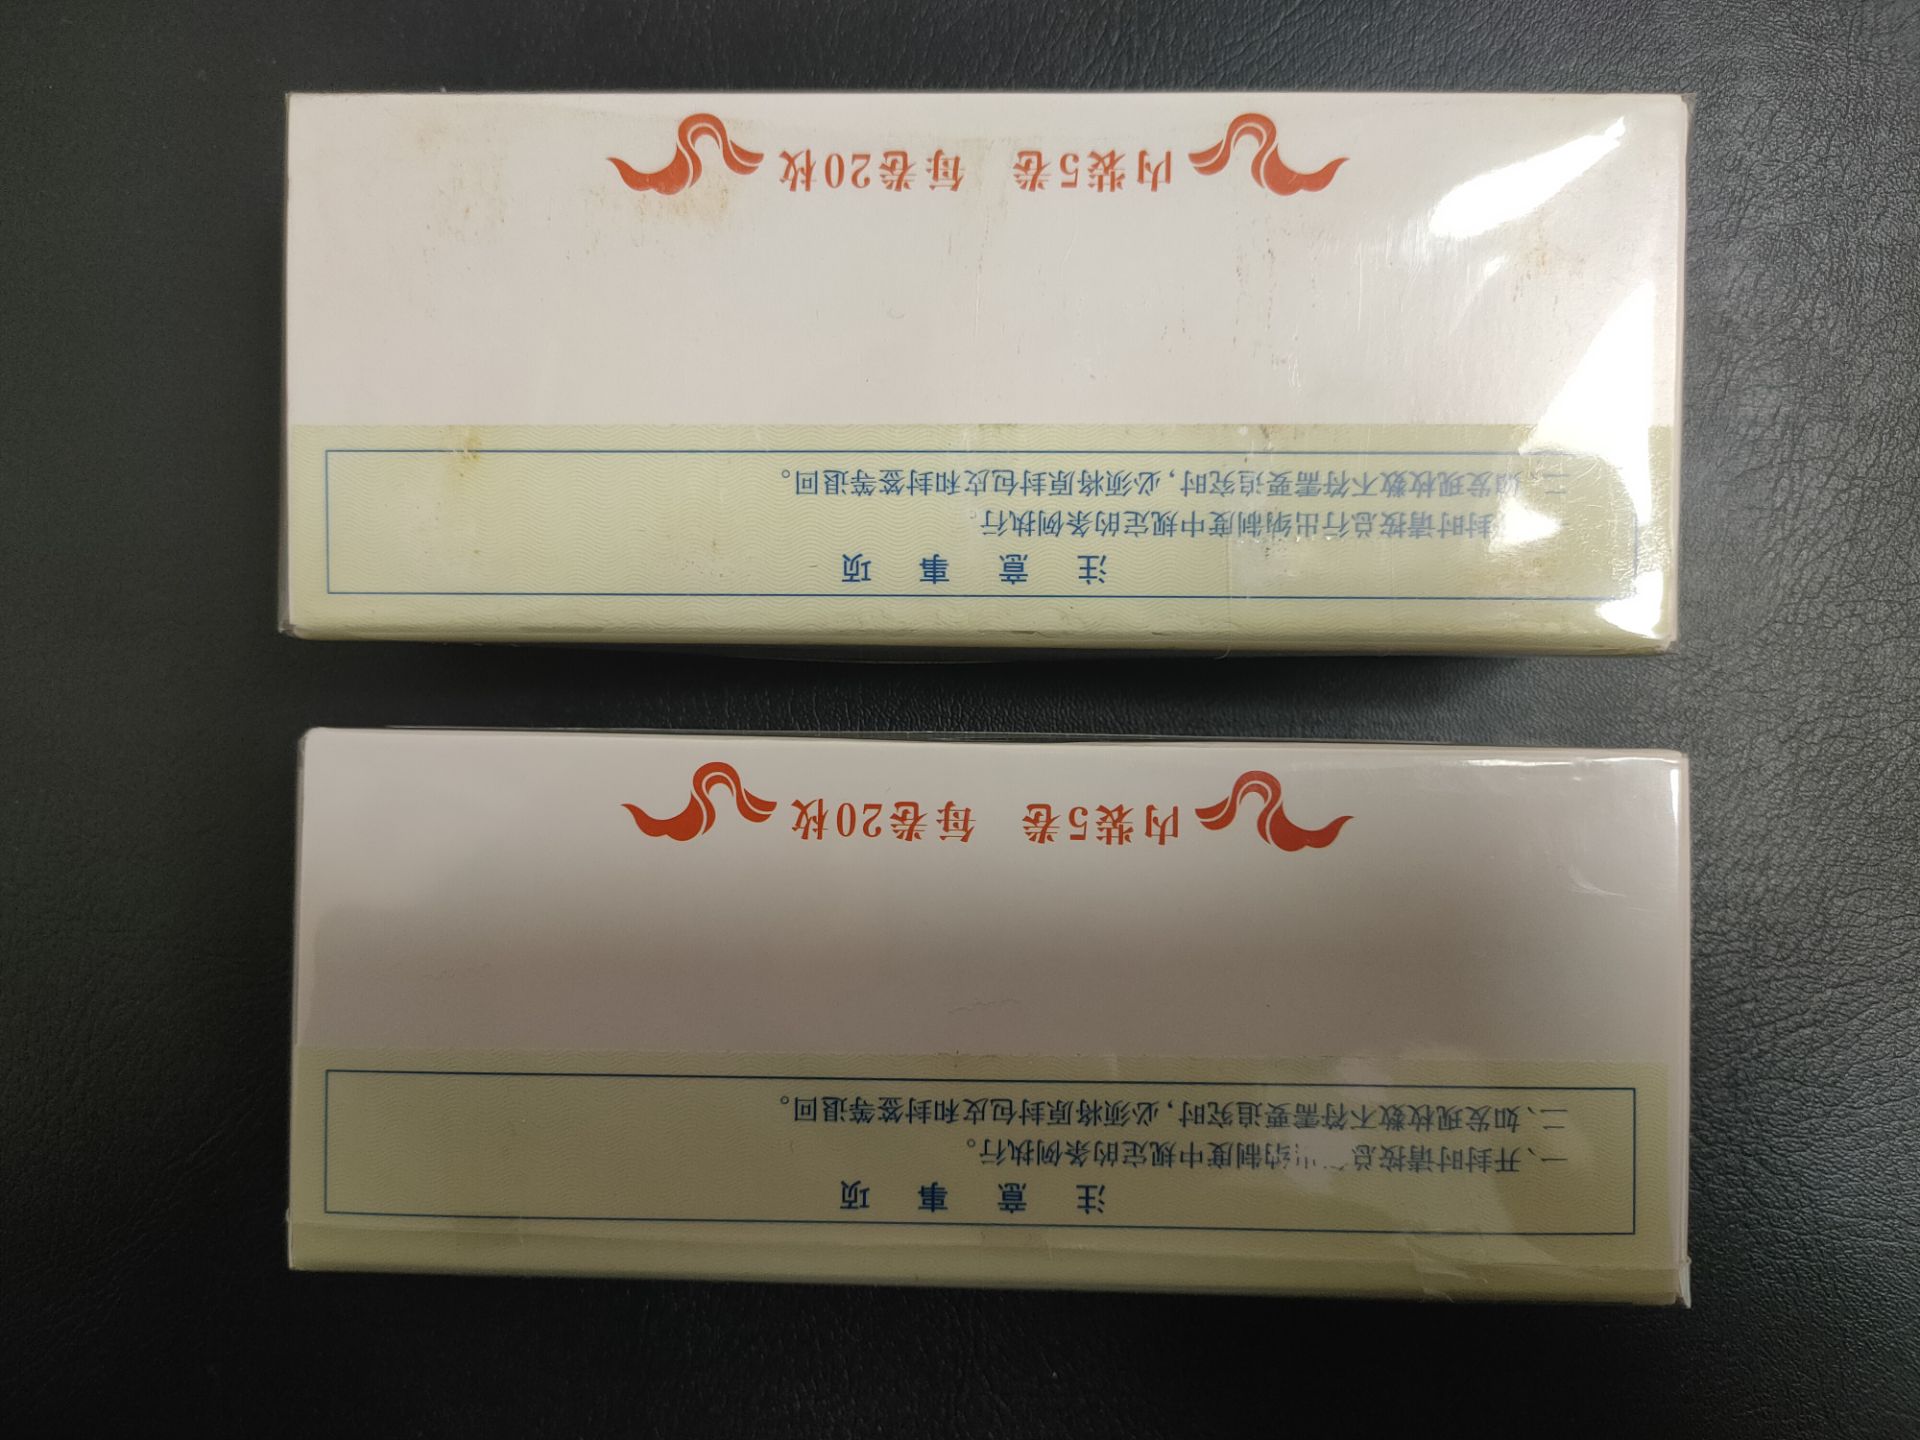 注意事项
封时请按总行出纳制度中规定的条例执行。
二、如发现枚数不符需要追究时，必须将原封包皮和封签等退回。
内装5卷 每卷20枚
注意事项
一、开封时请按总 出纳制度中规定的条例执行。
二、如发现枚数不符需要追究时，必须将原封包皮和封签等退回。
内装5卷 每卷20枚